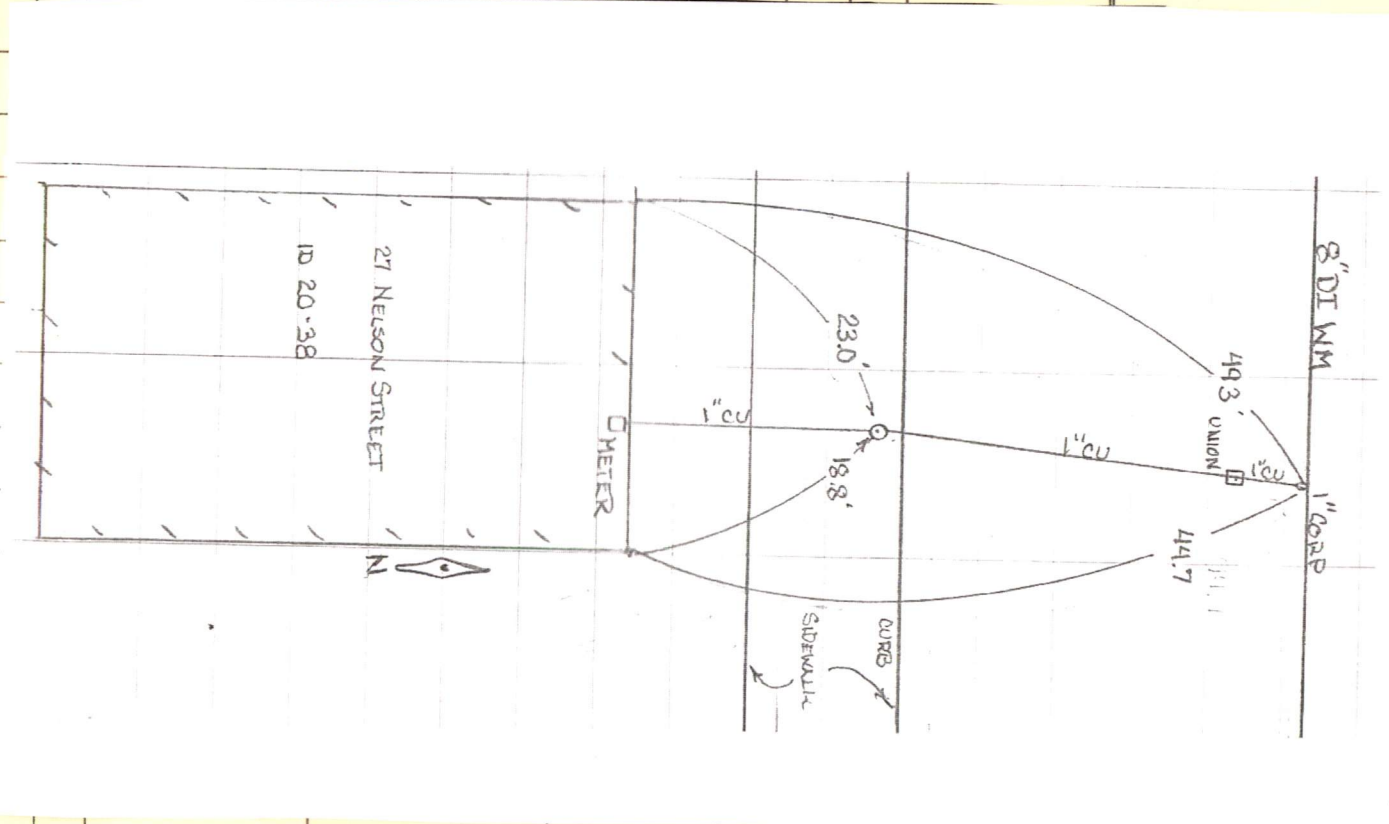 8" DI WM
1" CORP
49.3'
44.7
UNION
1" CU
1" CU
CURB
SIDEWALK
23.0'
18.8'
1" CU
METER
27 NELSON STREET
ID 20-38
N